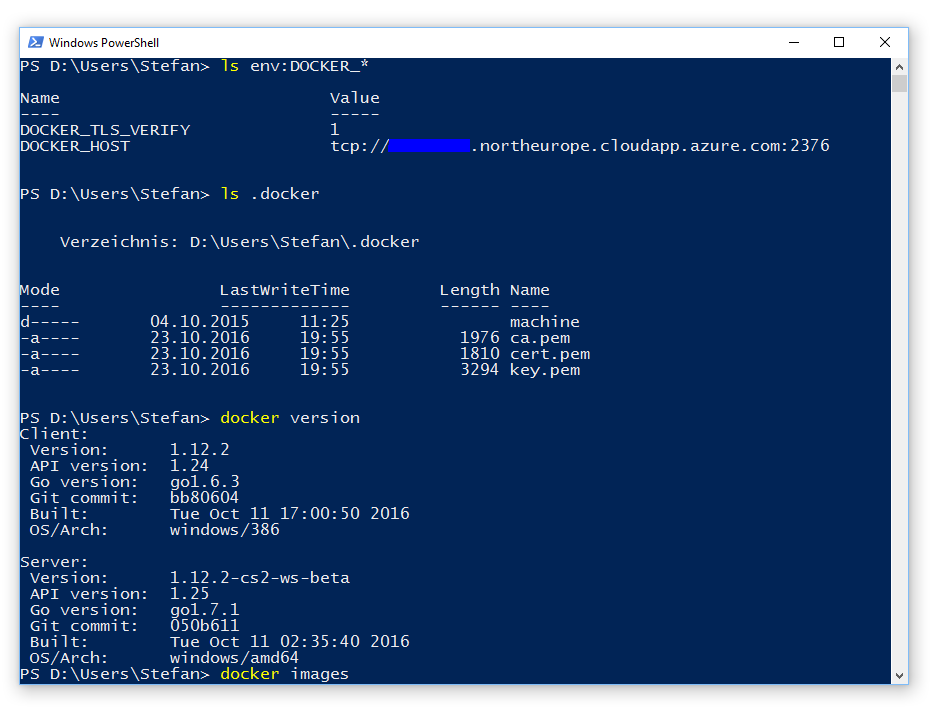 Windows PowerShell
PS D:\Users\Stefan> ls env:DOCKER_*
Name                           Value
----                           -----
DOCKER_TLS_VERIFY              1
DOCKER_HOST                    tcp://        .northeurope.cloudapp.azure.com:2376
PS D:\Users\Stefan> ls .docker
    Verzeichnis: D:\Users\Stefan\.docker
Mode                LastWriteTime         Length Name
----                -------------         ------ ----
d-----       04.10.2015     11:25                machine
-a----       23.10.2016     19:55           1976 ca.pem
-a----       23.10.2016     19:55           1810 cert.pem
-a----       23.10.2016     19:55           3294 key.pem
PS D:\Users\Stefan> docker version
Client:
 Version:      1.12.2
 API version:  1.24
 Go version:   go1.6.3
 Git commit:   bb80604
 Built:        Tue Oct 11 17:00:50 2016
 OS/Arch:      windows/386
Server:
 Version:      1.12.2-cs2-ws-beta
 API version:  1.25
 Go version:   go1.7.1
 Git commit:   050b611
 Built:        Tue Oct 11 02:35:40 2016
 OS/Arch:      windows/amd64
PS D:\Users\Stefan> docker images